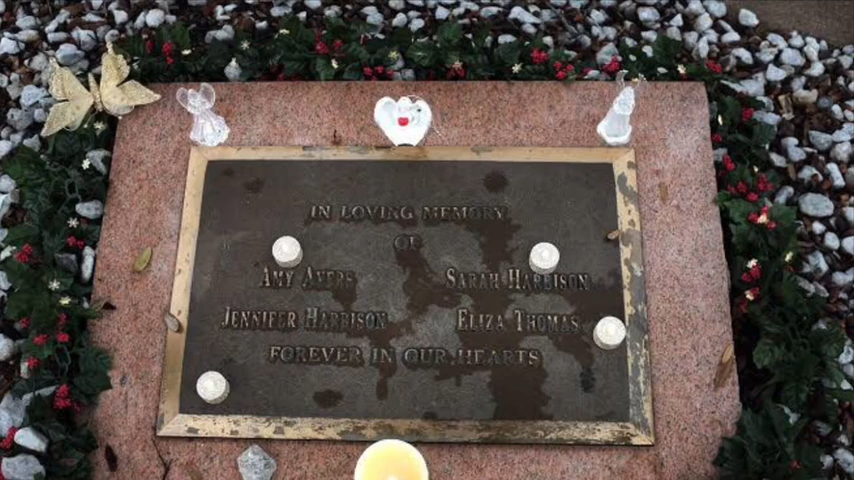 IN LOVING MEMORY
OF
AMY AYERS SARAH HARBISON
JENNIFER HARBISON ELIZA THOMAS
FOREVER IN OUR HEARTS